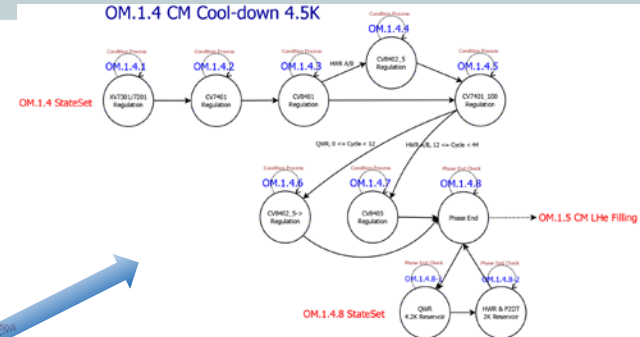 OM.1.4 CM Cool-down 4.5K
Condition Process
OM.1.4.4
CV8402_5
Regulation
Condition Process
OM.1.4.1
Condition Process
OM.1.4.2
Condition Process
OM.1.4.3
HWR A/B
Condition Process
OM.1.4.5
OM.1.4 StateSet
XV7301/7201
Regulation
CV7401
Regulation
CV8401
Regulation
CV7401_100
Regulation
QWR, 0 <= Cycle < 12
HWR A/B, 12 <= Cycle < 44
Condition Process
OM.1.4.6
Condition Process
OM.1.4.7
Phase End Check
OM.1.4.8
CV8402_5->
Regulation
CV8403
Regulation
Phase End
OM.1.5 CM LHe Filling
Phase End Check
OM.1.4.8-1
Phase End Check
OM.1.4.8-2
OM.1.4.8 StateSet
QWR
4.2K Reservoir
HWR & P2DT
2K Reservoir